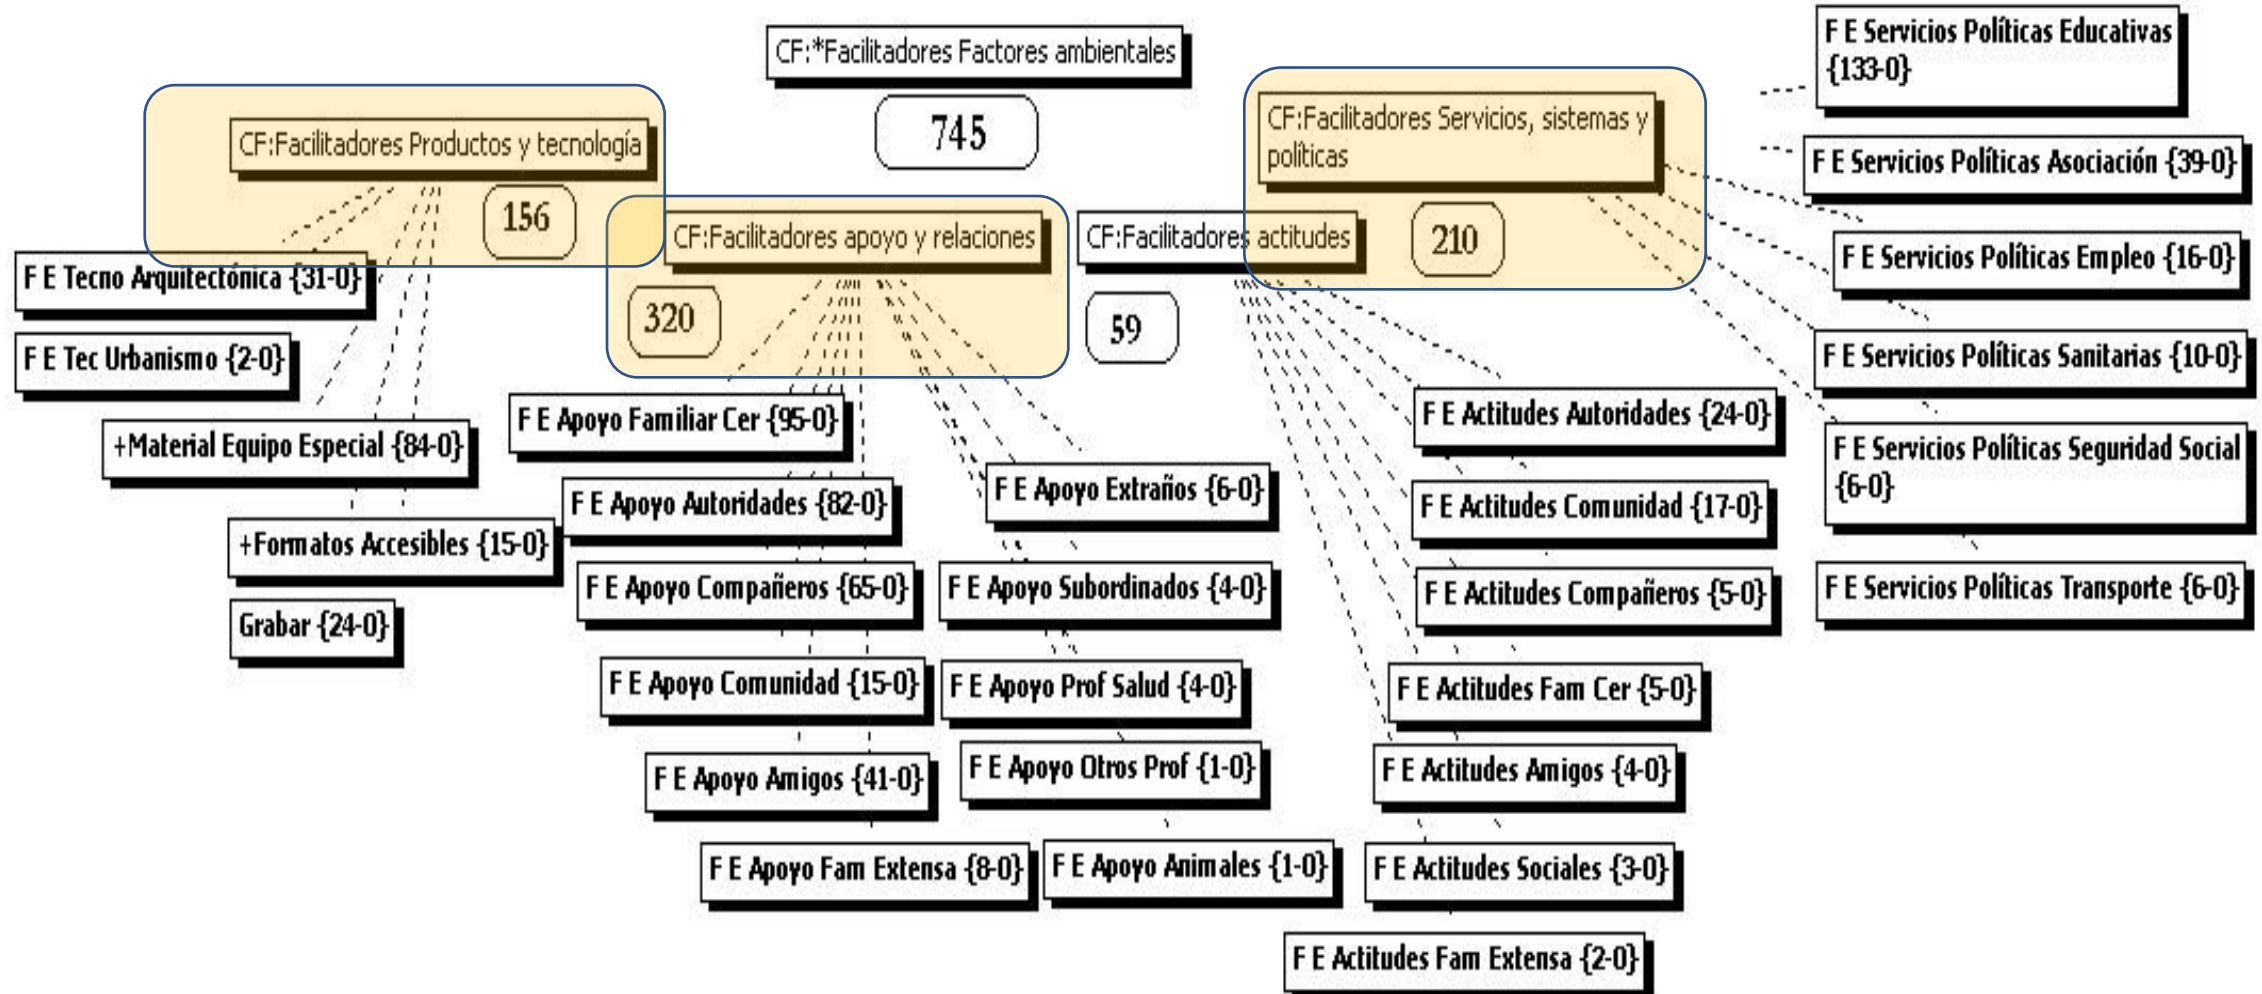 CF:*Facilitadores Factores ambientales
745
CF:Facilitadores Productos y tecnología
156
F E Tecno Arquitectónica {31-0}
F E Tec Urbanismo {2-0}
+Material Equipo Especial {84-0}
+Formatos Accesibles {15-0}
Grabar {24-0}
CF:Facilitadores apoyo y relaciones
320
F E Apoyo Familiar Cer {95-0}
F E Apoyo Autoridades {82-0}
F E Apoyo Compañeros {65-0}
F E Apoyo Comunidad {15-0}
F E Apoyo Amigos {41-0}
F E Apoyo Fam Extensa {8-0}
F E Apoyo Extraños {6-0}
F E Apoyo Subordinados {4-0}
F E Apoyo Prof Salud {4-0}
F E Apoyo Otros Prof {1-0}
F E Apoyo Animales {1-0}
CF:Facilitadores actitudes
59
F E Actitudes Autoridades {24-0}
F E Actitudes Comunidad {17-0}
F E Actitudes Compañeros {5-0}
F E Actitudes Fam Cer {5-0}
F E Actitudes Amigos {4-0}
F E Actitudes Sociales {3-0}
F E Actitudes Fam Extensa {2-0}
CF:Facilitadores Servicios, sistemas y
políticas
210
F E Servicios Políticas Educativas
{133-0}
F E Servicios Políticas Asociación {39-0}
F E Servicios Políticas Empleo {16-0}
F E Servicios Políticas Sanitarias {10-0}
F E Servicios Políticas Seguridad Social
{6-0}
F E Servicios Políticas Transporte {6-0}